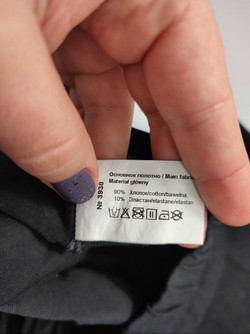 Основное полотно / Main fabric
Materiał główny
90% Хлопок/cotton/bawełna,
10% Эластан/elastane/elastan
№ 3938